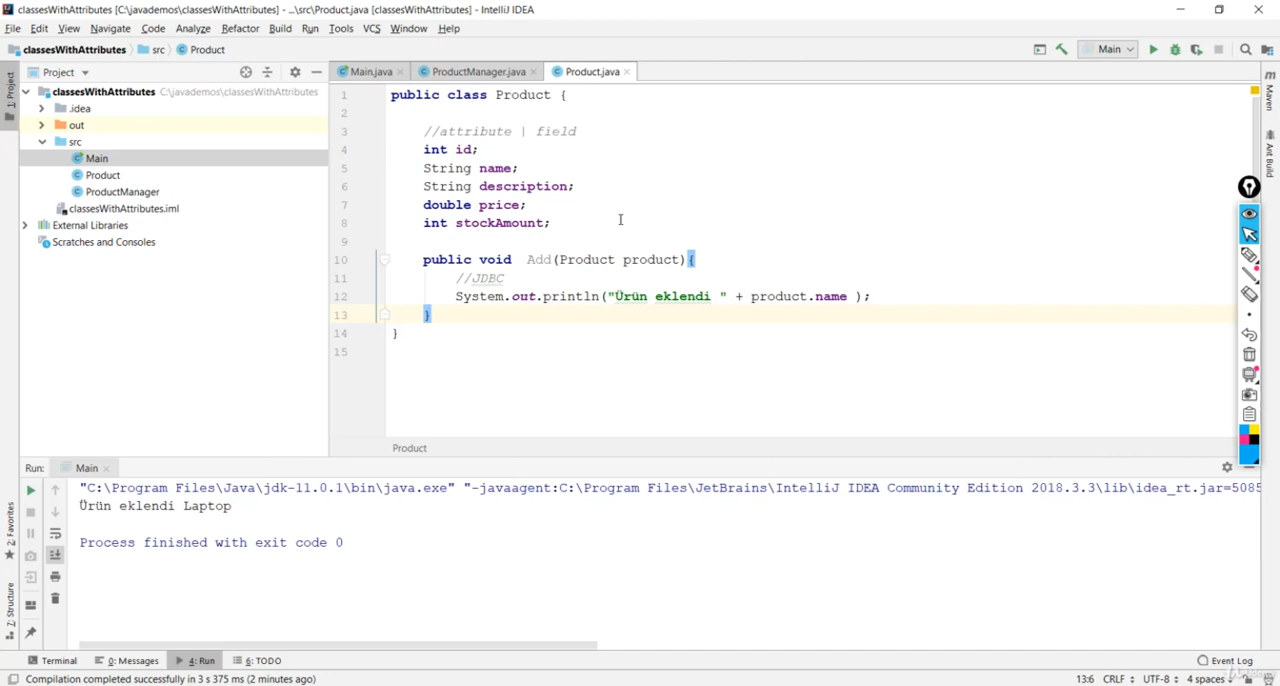 classesWithAttributes [C:\javademos\classesWithAttributes] - ...\src\Product.java [classesWithAttributes] - IntelliJ IDEA
File Edit View Navigate Code Analyze Refactor Build Run Tools VCS Window Help
classesWithAttributes src Product Main
Project Main.java ProductManager.java Product.java
1: Project
classesWithAttributes C:\javademos\classesWithAttributes
.idea
out
src
Main
Product
ProductManager
classesWithAttributes.iml
External Libraries
Scratches and Consoles
1 public class Product {
2
3 //attribute | field
4 int id;
5 String name;
6 String description;
7 double price;
8 int stockAmount;
9
10 public void Add(Product product){
11 //JDBC
12 System.out.println("Ürün eklendi " + product.name );
13 }
14 }
15
Product
m Maven
Ant Build
Run: Main
"C:\Program Files\Java\jdk-11.0.1\bin\java.exe" "-javaagent:C:\Program Files\JetBrains\IntelliJ IDEA Community Edition 2018.3.3\lib\idea_rt.jar=5085
Ürün eklendi Laptop
Process finished with exit code 0
2: Favorites
Z: Structure
Terminal 0: Messages 4: Run 6: TODO Event Log
Compilation completed successfully in 3 s 375 ms (2 minutes ago) 13:6 CRLF UTF-8 4 spaces